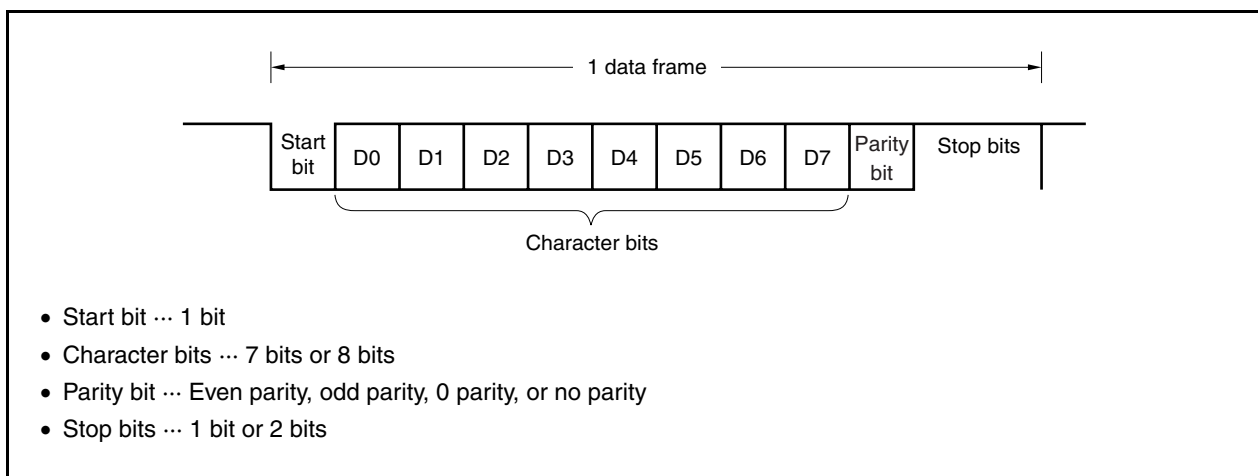 1 data frame
Start bit D0 D1 D2 D3 D4 D5 D6 D7 Parity bit Stop bits
Character bits
• Start bit ··· 1 bit
• Character bits ··· 7 bits or 8 bits
• Parity bit ··· Even parity, odd parity, 0 parity, or no parity
• Stop bits ··· 1 bit or 2 bits